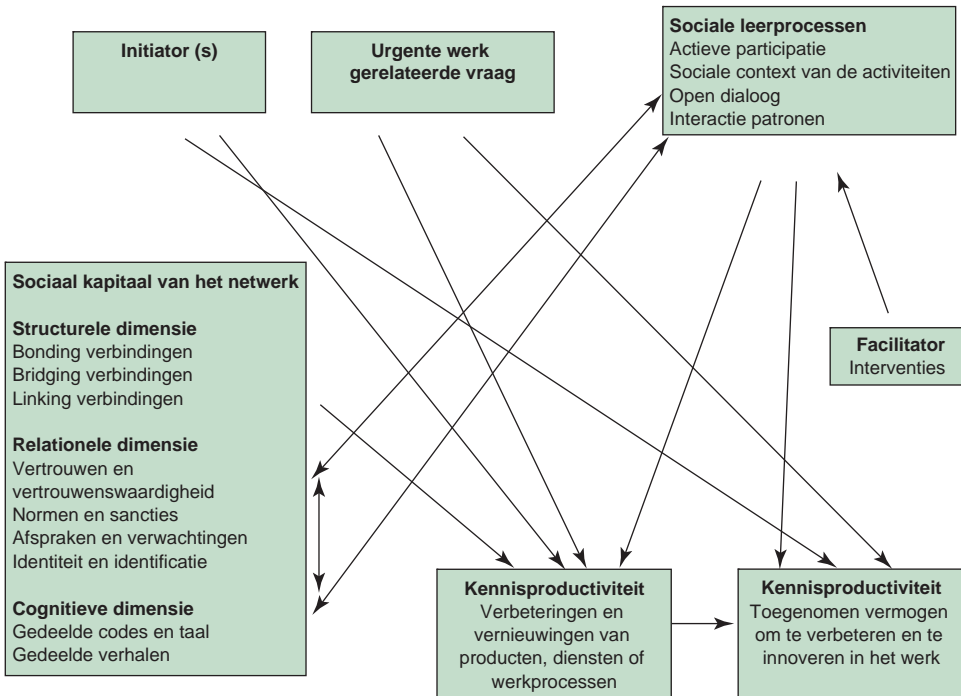 Initiator (s)
Urgente werk
gerelateerde vraag
Sociale leerprocessen
Actieve participatie
Sociale context van de activiteiten
Open dialoog
Interactie patronen
Sociaal kapitaal van het netwerk
Structurele dimensie
Bonding verbindingen
Bridging verbindingen
Linking verbindingen
Relationele dimensie
Vertrouwen en
vertrouwenswaardigheid
Normen en sancties
Afspraken en verwachtingen
Identiteit en identificatie
Cognitieve dimensie
Gedeelde codes en taal
Gedeelde verhalen
Facilitator
Interventies
Kennisproductiviteit
Verbeteringen en
vernieuwingen van
producten, diensten of
werkprocessen
Kennisproductiviteit
Toegenomen vermogen
om te verbeteren en te
innoveren in het werk